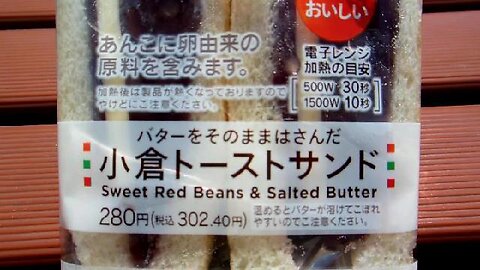 おいしい
あんこに卵由来の
原料を含みます。
加熱後は製品が熱くなっておりますので
やけどにご注意ください。
電子レンジ
加熱の目安
500W 30秒
1500W 10秒
バターをそのままはさんだ
小倉トーストサンド
Sweet Red Beans & Salted Butter
280円(税込 302.40円)
温めるとバターが溶けてこぼれ
やすいのでご注意ください。